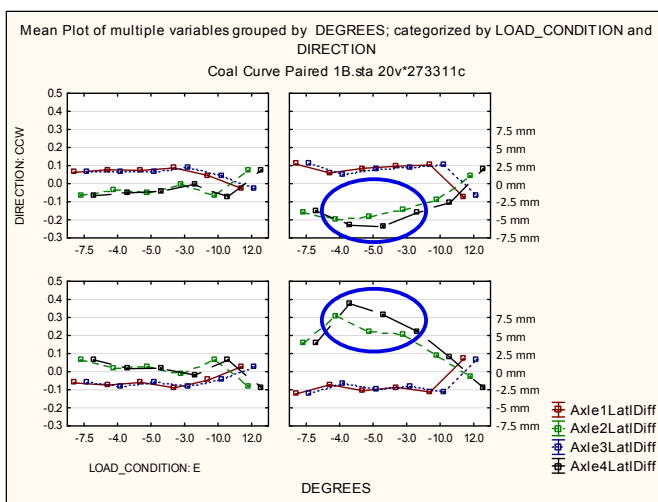 Mean Plot of multiple variables grouped by DEGREES; categorized by LOAD_CONDITION and
DIRECTION
Coal Curve Paired 1B.sta 20v*273311c
DIRECTION: CCW
0.5
0.4
0.3
0.2
0.1
0.0
-0.1
-0.2
-0.3
-7.5 -4.0 -5.0 -3.0 -10.0 12.0
7.5 mm
5 mm
2.5 mm
0 mm
-2.5 mm
-5 mm
-7.5 mm
-7.5 -4.0 -5.0 -3.0 -10.0 12.0
0.5
0.4
0.3
0.2
0.1
0.0
-0.1
-0.2
-0.3
-7.5 -4.0 -5.0 -3.0 -10.0 12.0
7.5 mm
5 mm
2.5 mm
0 mm
-2.5 mm
-5 mm
-7.5 mm
-7.5 -4.0 -5.0 -3.0 -10.0 12.0
LOAD_CONDITION: E
DEGREES
Axle1LatlDiff
Axle2LatlDiff
Axle3LatlDiff
Axle4LatlDiff